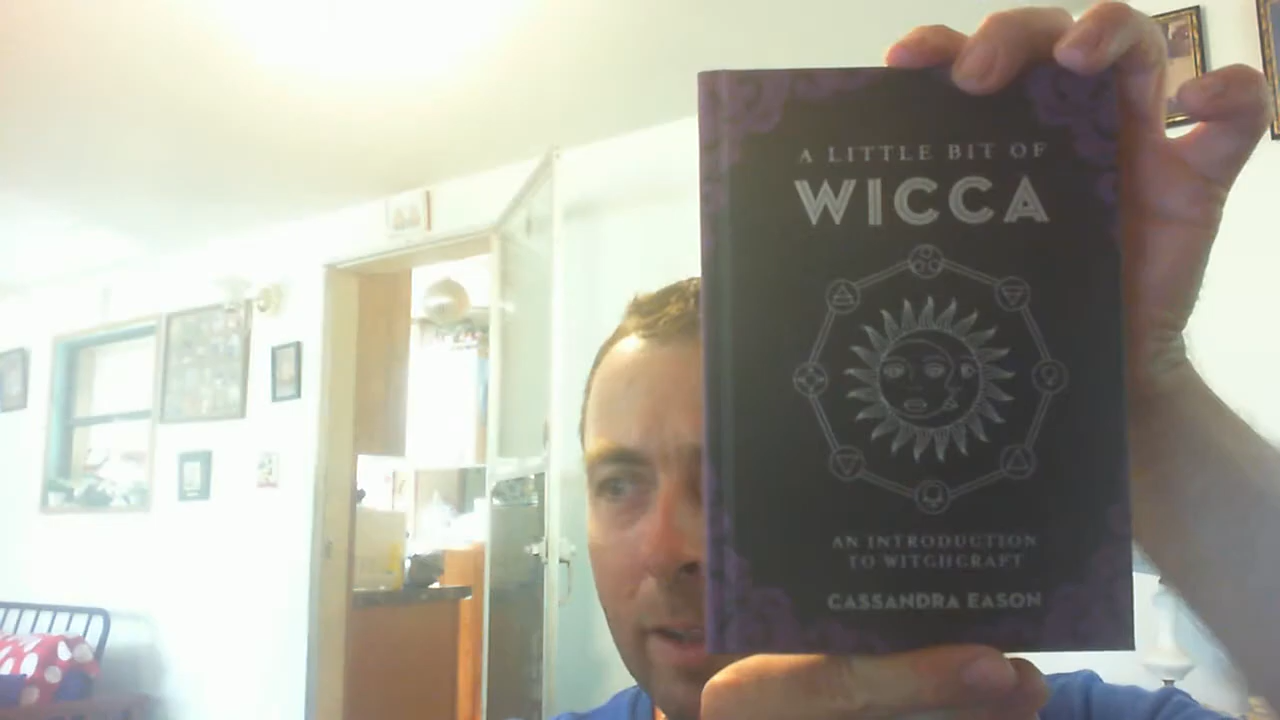 A LITTLE BIT OF
WICCA
AN INTRODUCTION
TO WITCHCRAFT
CASSANDRA EASON